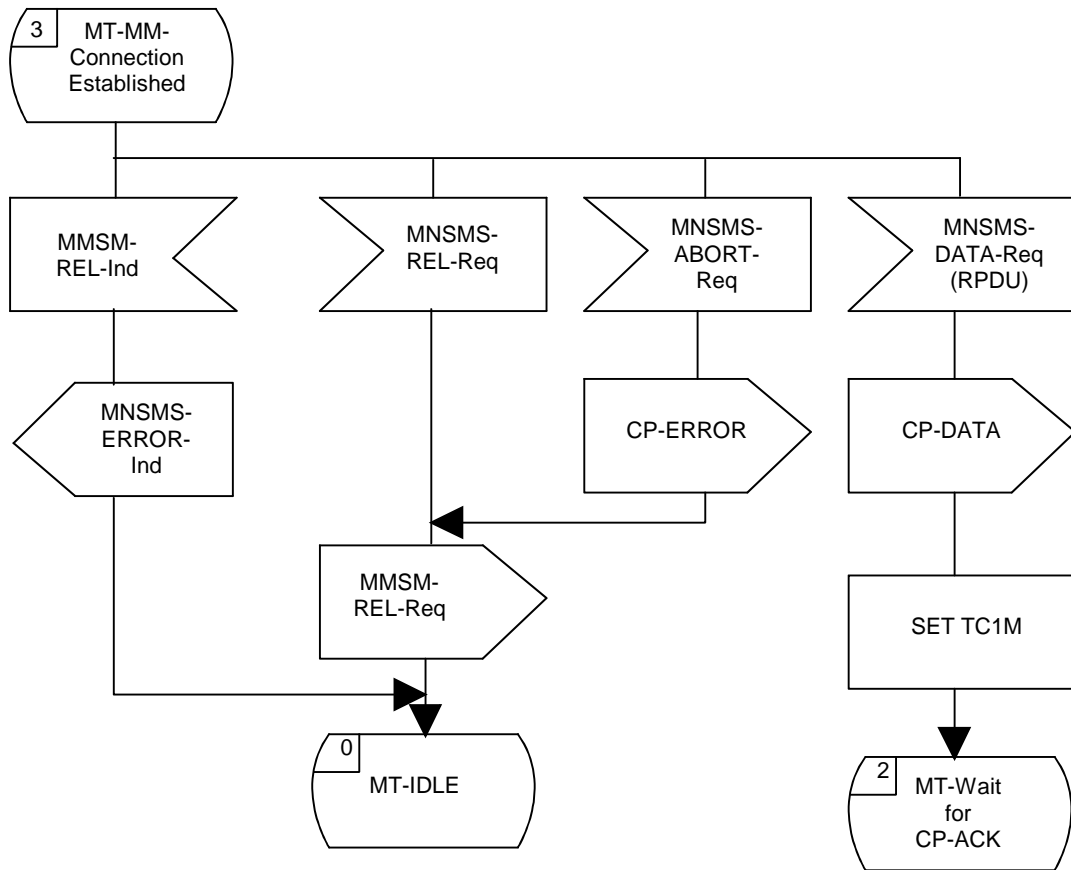 3
MT-MM-
Connection
Established
MMSM-
REL-Ind
MNSMS-
REL-Req
MNSMS-
ABORT-
Req
MNSMS-
DATA-Req
(RPDU)
MNSMS-
ERROR-
Ind
CP-ERROR
CP-DATA
MMSM-
REL-Req
SET TC1M
0
MT-IDLE
2
MT-Wait
for
CP-ACK